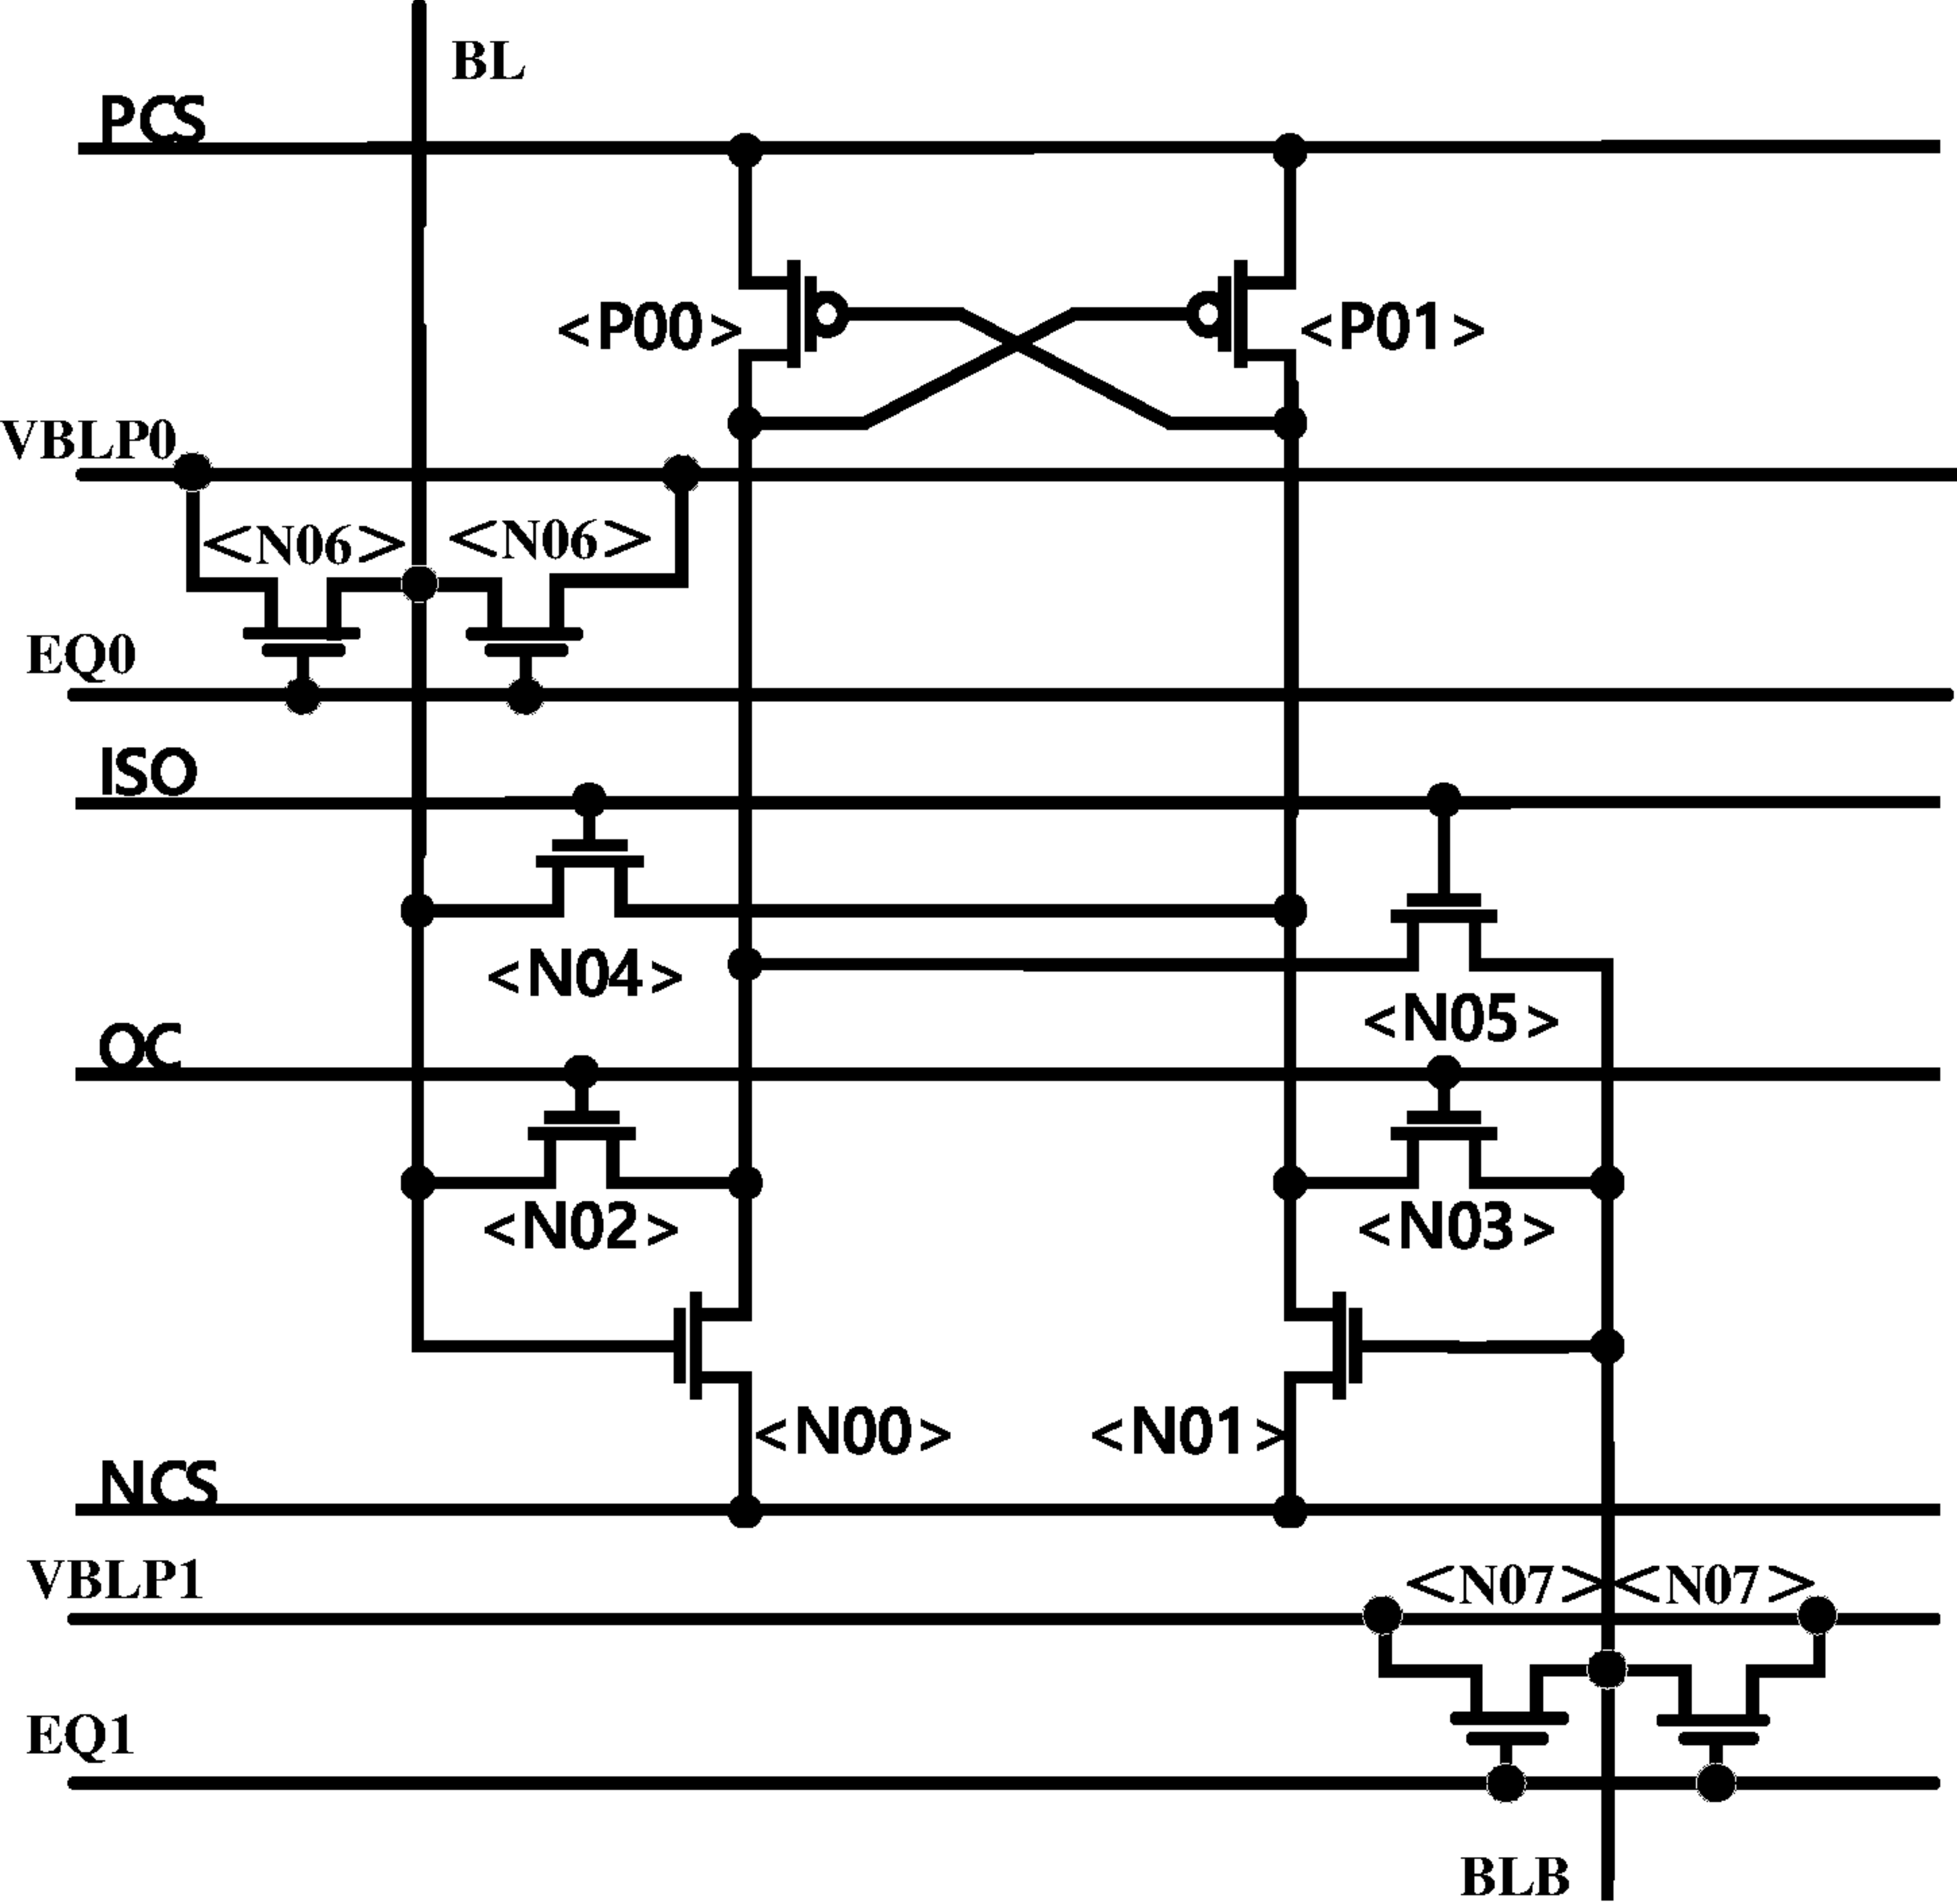 BL
PCS
<P00> <P01>
VBLP0
<N06> <N06>
EQ0
ISO
<N04>
<N05>
OC
<N02> <N03>
<N00> <N01>
NCS
VBLP1
<N07> <N07>
EQ1
BLB